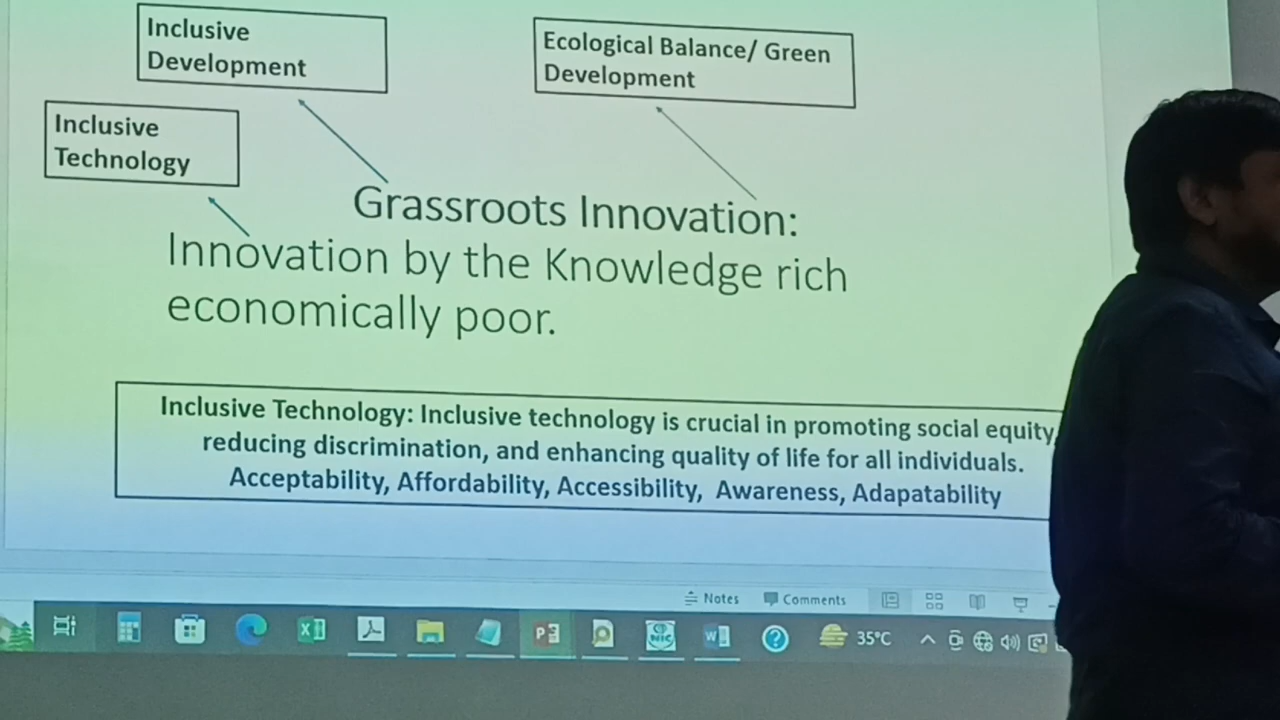 Inclusive
Development
Ecological Balance/ Green
Development
Inclusive
Technology
Grassroots Innovation:
Innovation by the Knowledge rich
economically poor.
Inclusive Technology: Inclusive technology is crucial in promoting social equity,
reducing discrimination, and enhancing quality of life for all individuals.
Acceptability, Affordability, Accessibility, Awareness, Adapatability
Notes
Comments
35°C